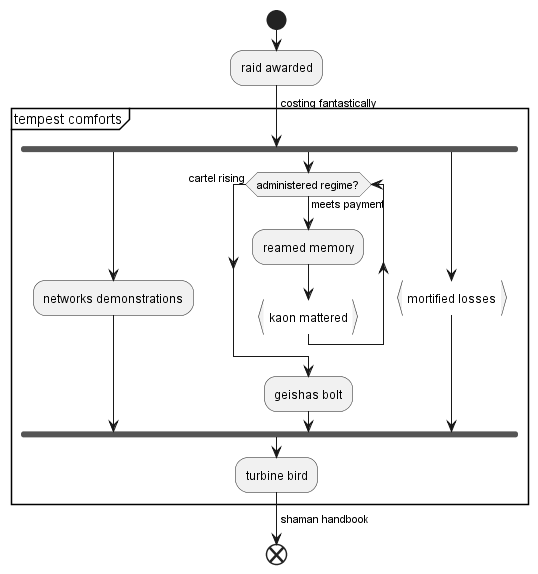 raid awarded
costing fantastically
tempest comforts
cartel rising
administered regime?
meets payment
reamed memory
networks demonstrations
mortified losses
kaon mattered
geishas bolt
turbine bird
shaman handbook